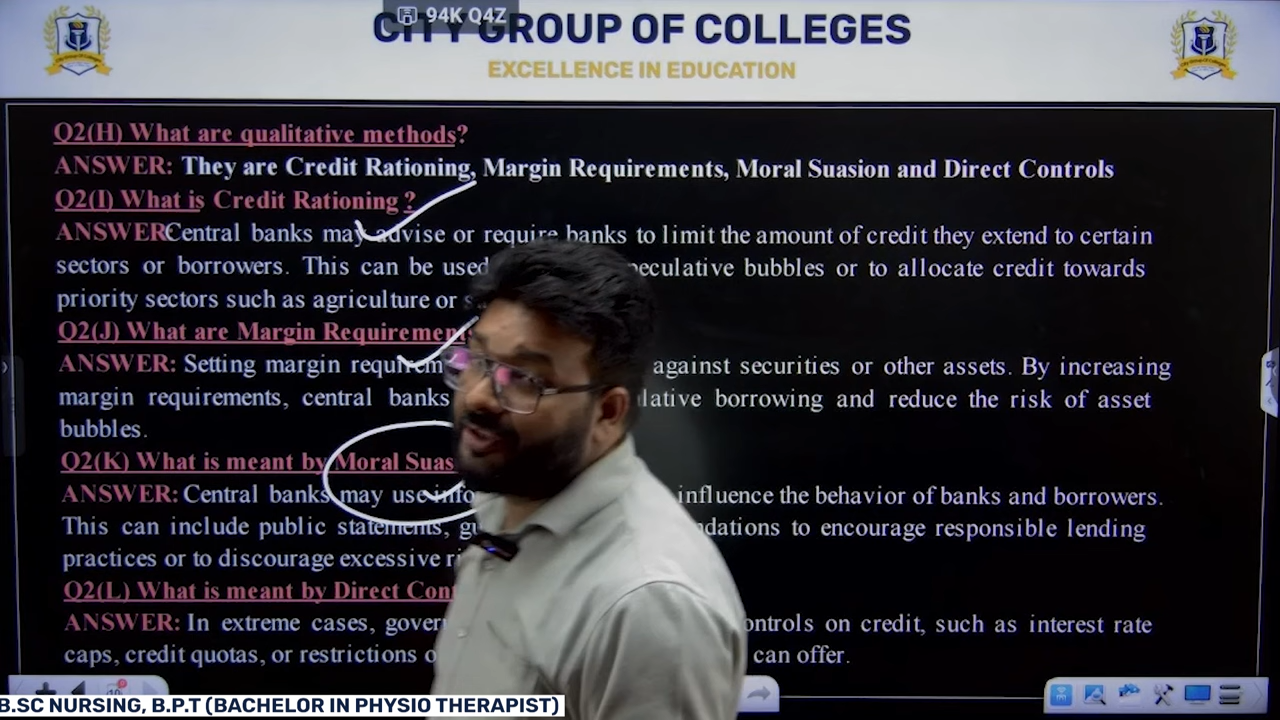 94K Q4Z
CITY GROUP OF COLLEGES
EXCELLENCE IN EDUCATION
Q2(H) What are qualitative methods?
ANSWER: They are Credit Rationing, Margin Requirements, Moral Suasion and Direct Controls
Q2(I) What is Credit Rationing ?
ANSWER Central banks may advise or require banks to limit the amount of credit they extend to certain
sectors or borrowers. This can be used speculative bubbles or to allocate credit towards
priority sectors such as agriculture or
Q2(J) What are Margin Requirement
ANSWER: Setting margin against securities or other assets. By increasing
margin requirements, central banks borrowing and reduce the risk of asset
bubbles.
Q2(K) What is meant by Moral Suas
ANSWER: Central banks may use influence the behavior of banks and borrowers.
This can include public statements, to encourage responsible lending
practices or to discourage excessive
Q2(L) What is meant by Direct
ANSWER: In extreme cases, controls on credit, such as interest rate
caps, credit quotas, or restrictions can offer.
B.SC NURSING, B.P.T (BACHELOR IN PHYSIO THERAPIST)